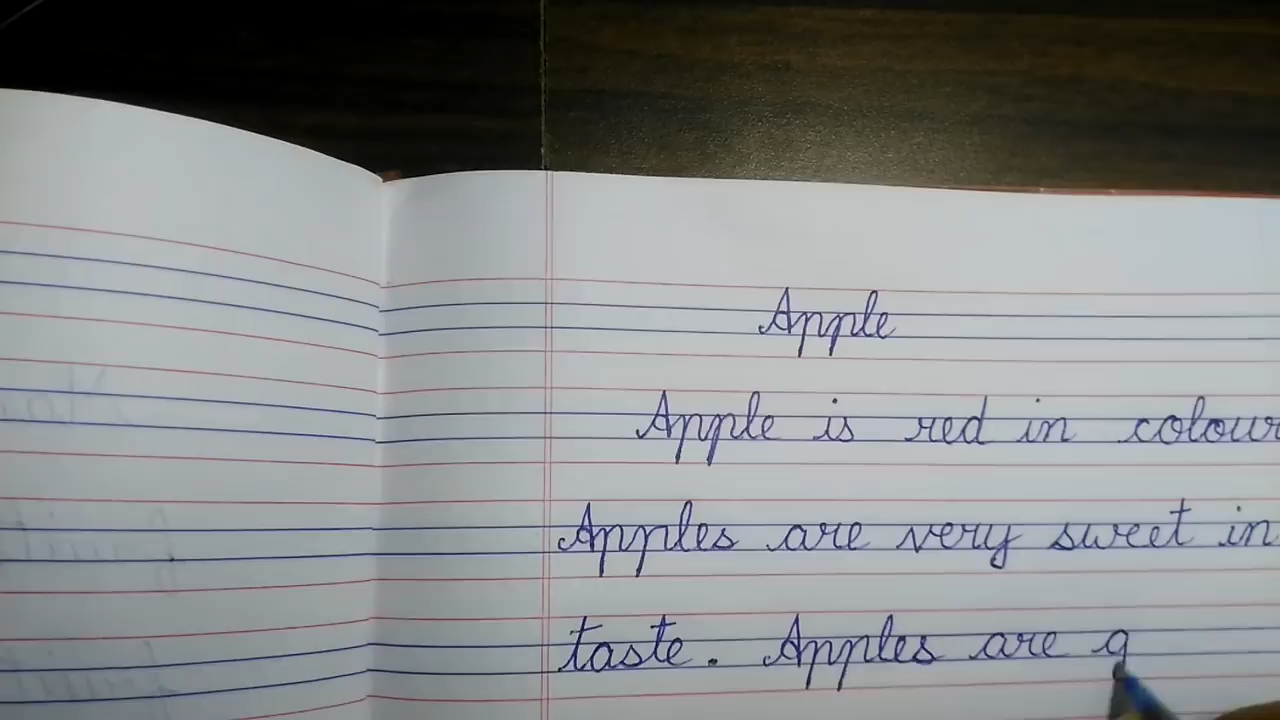 Apple
Apple is red in colour
Apples are very sweet in
taste. Apples are g